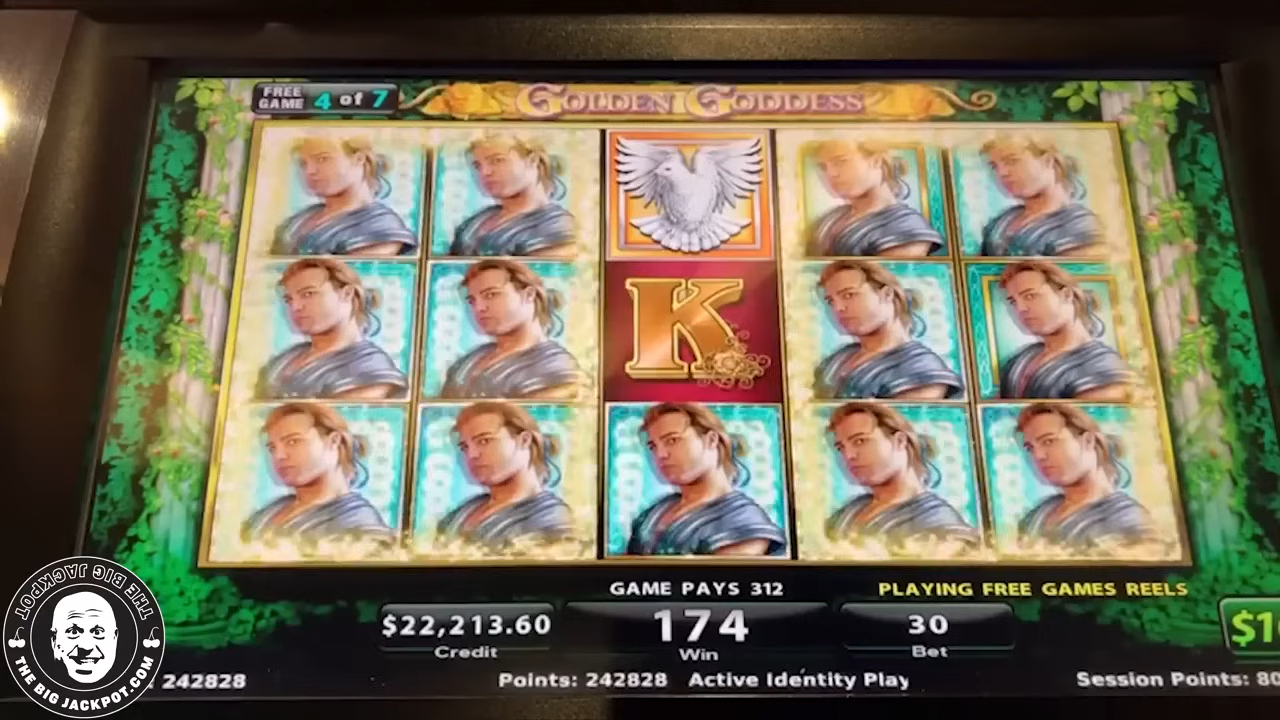 FREE GAME 4 of 7
GOLDEN GODDESS
K
GAME PAYS 312
PLAYING FREE GAMES REELS
$22,213.60
174
30
Credit
Win
Bet
242828
Points: 242828
Active Identity Play
Session Points: 80
THE BIG JACKPOT
THE BIG JACKPOT.COM